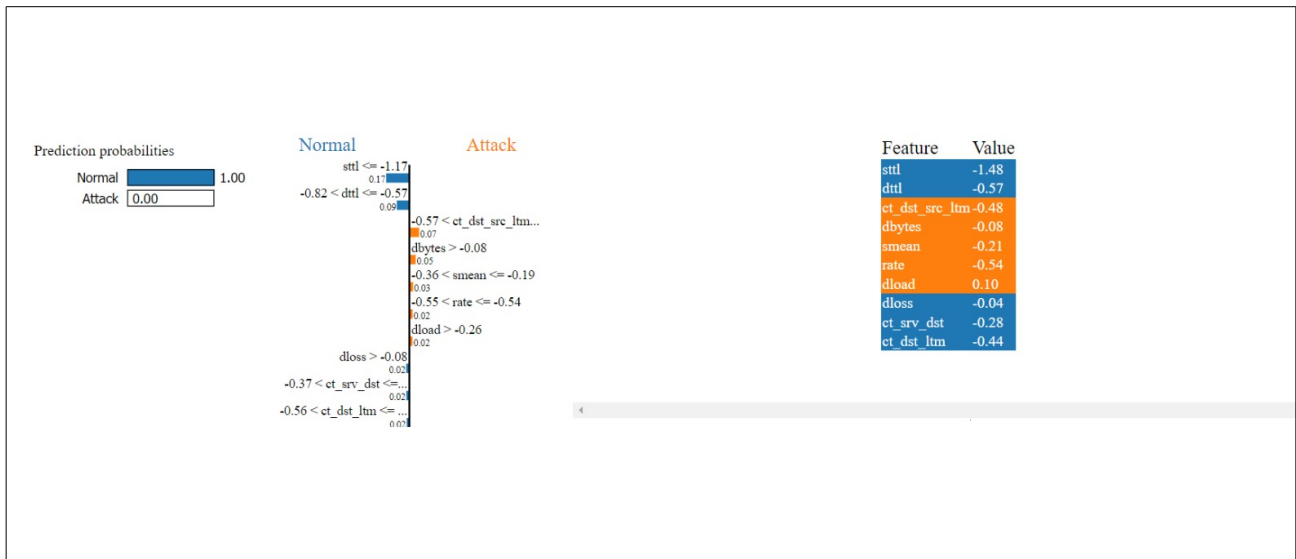 Prediction probabilities
Normal 1.00
Attack 0.00
Normal Attack
sttl <= -1.17
0.17
-0.82 < dttl <= -0.57
0.09
-0.57 < ct_dst_src_ltm...
0.07
dbytes > -0.08
0.05
-0.36 < smean <= -0.19
0.03
-0.55 < rate <= -0.54
0.02
dload > -0.26
0.02
dloss > -0.08
0.02
-0.37 < ct_srv_dst <=...
0.02
-0.56 < ct_dst_ltm <= ...
0.02
Feature Value
sttl -1.48
dttl -0.57
ct_dst_src_ltm -0.48
dbytes -0.08
smean -0.21
rate -0.54
dload 0.10
dloss -0.04
ct_srv_dst -0.28
ct_dst_ltm -0.44